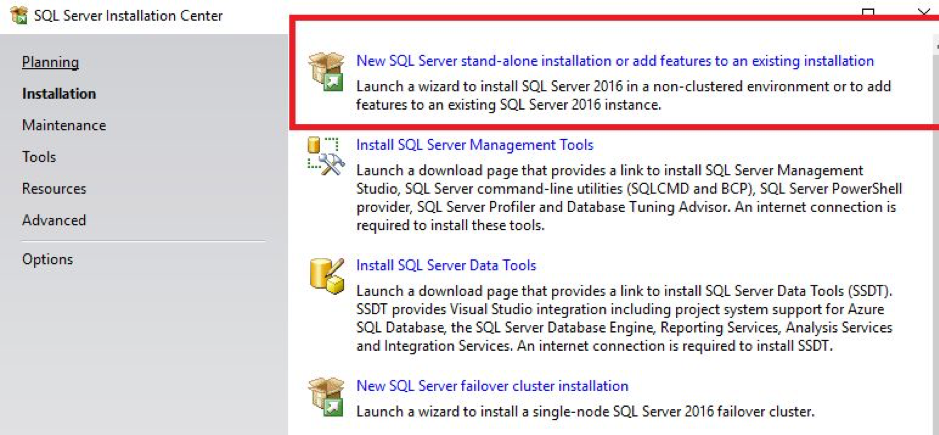 SQL Server Installation Center
Planning
Installation
Maintenance
Tools
Resources
Advanced
Options
New SQL Server stand-alone installation or add features to an existing installation
Launch a wizard to install SQL Server 2016 in a non-clustered environment or to add
features to an existing SQL Server 2016 instance.
Install SQL Server Management Tools
Launch a download page that provides a link to install SQL Server Management
Studio, SQL Server command-line utilities (SQLCMD and BCP), SQL Server PowerShell
provider, SQL Server Profiler and Database Tuning Advisor. An internet connection is
required to install these tools.
Install SQL Server Data Tools
Launch a download page that provides a link to install SQL Server Data Tools (SSDT).
SSDT provides Visual Studio integration including project system support for Azure
SQL Database, the SQL Server Database Engine, Reporting Services, Analysis Services
and Integration Services. An internet connection is required to install SSDT.
New SQL Server failover cluster installation
Launch a wizard to install a single-node SQL Server 2016 failover cluster.